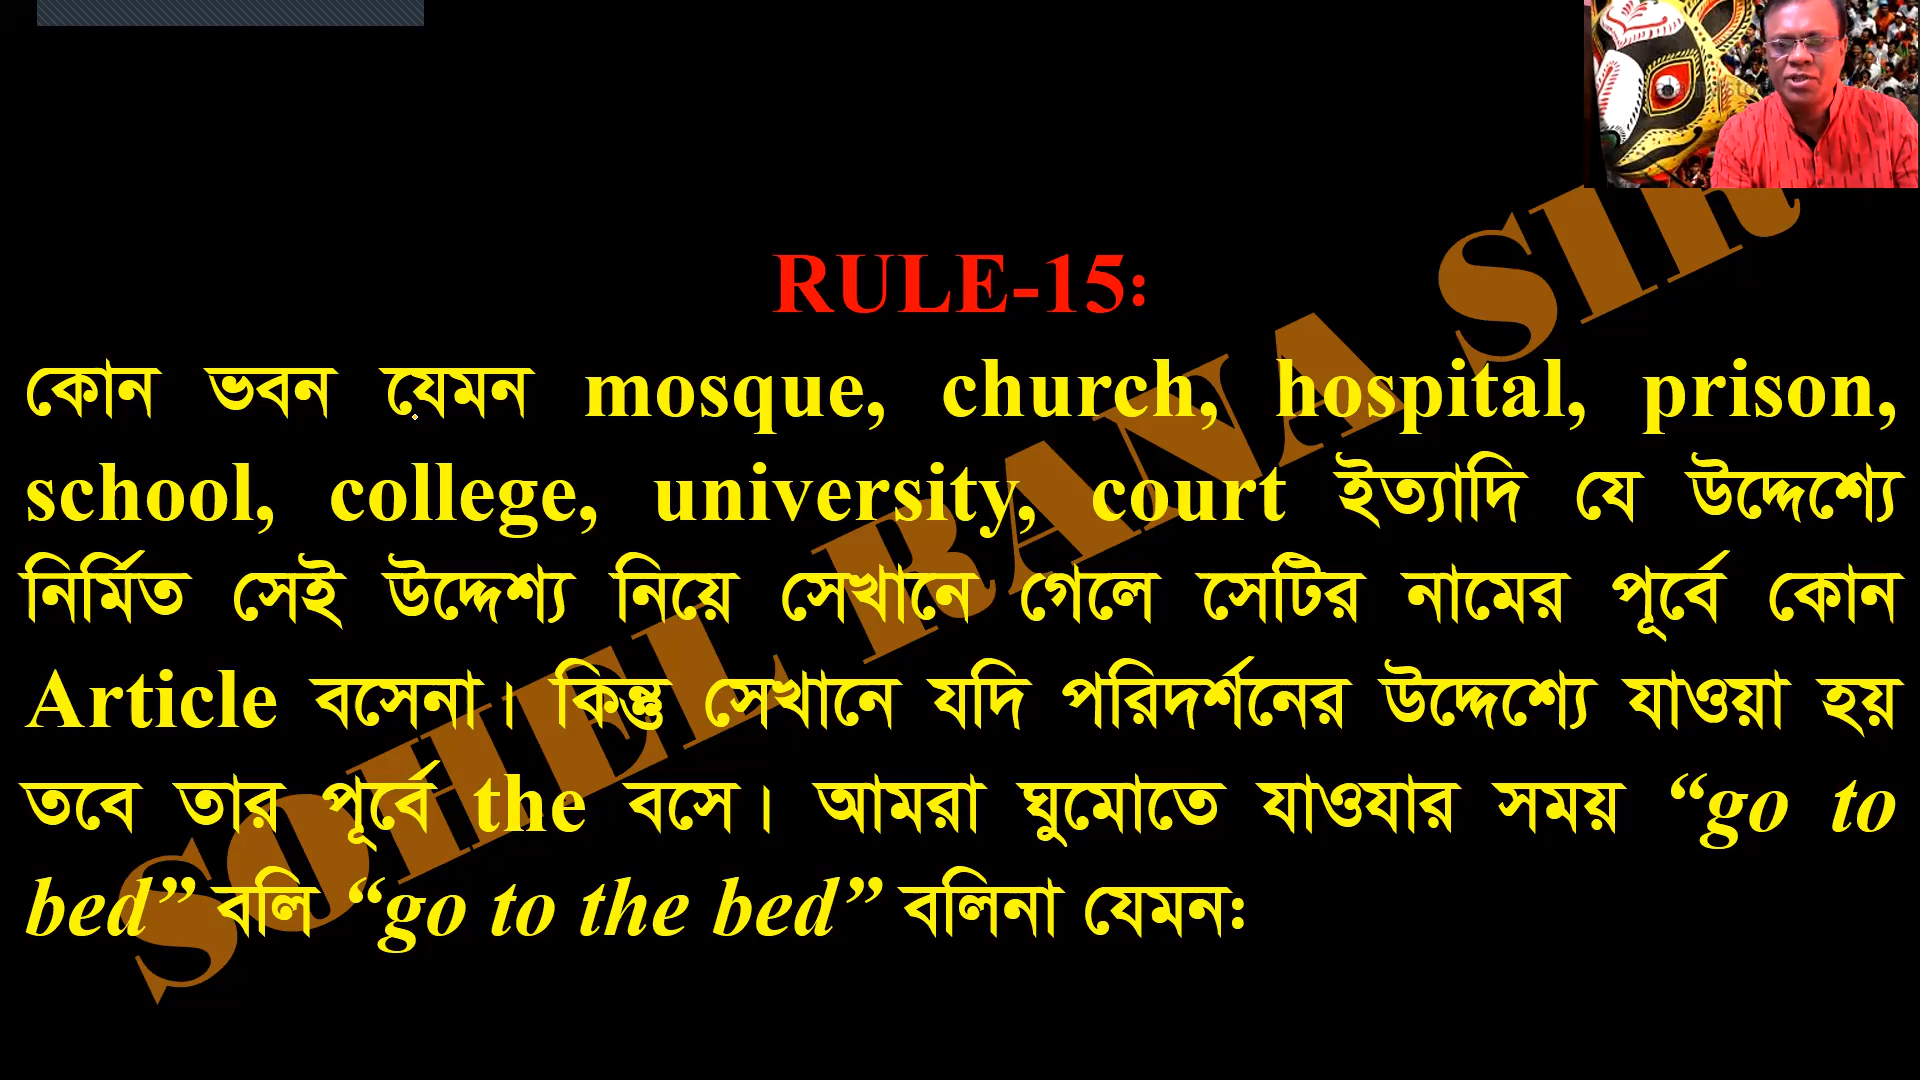 RULE-15ঃ
কোন ভবন যেমন mosque, church, hospital, prison,
school, college, university, court ইত্যাদি যে উদ্দেশ্যে
নির্মিত সেই উদ্দেশ্য নিয়ে সেখানে গেলে সেটির নামের পূর্বে কোন
Article বসেনা। কিন্তু সেখানে যদি পরিদর্শনের উদ্দেশ্যে যাওয়া হয়
তবে তার পূর্বে the বসে। আমরা ঘুমোতে যাওযার সময় “go to
bed” বলি “go to the bed” বলিনা যেমনঃ
SOHEL RANA SIR